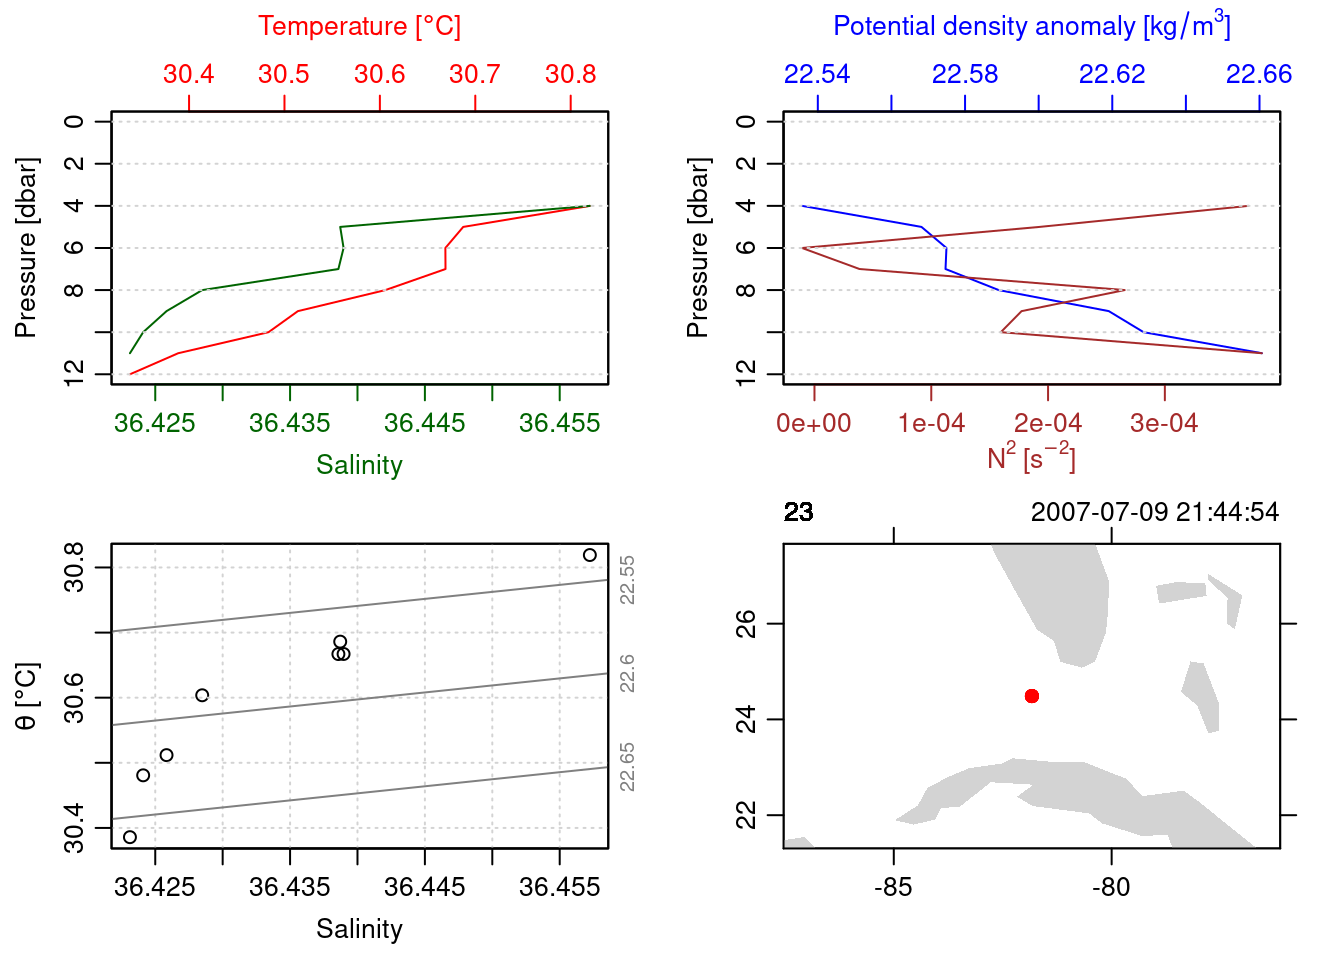 Temperature [°C]
30.4 30.5 30.6 30.7 30.8
Pressure [dbar]
0 2 4 6 8 12
36.425 36.435 36.445 36.455
Salinity
Potential density anomaly [kg/m³]
22.54 22.58 22.62 22.66
Pressure [dbar]
0 2 4 6 8 12
0e+00 1e-04 2e-04 3e-04
N² [s⁻²]
θ [°C]
30.8 30.6 30.4
22.55
22.6
22.65
36.425 36.435 36.445 36.455
Salinity
23 2007-07-09 21:44:54
26 24 22
-85 -80